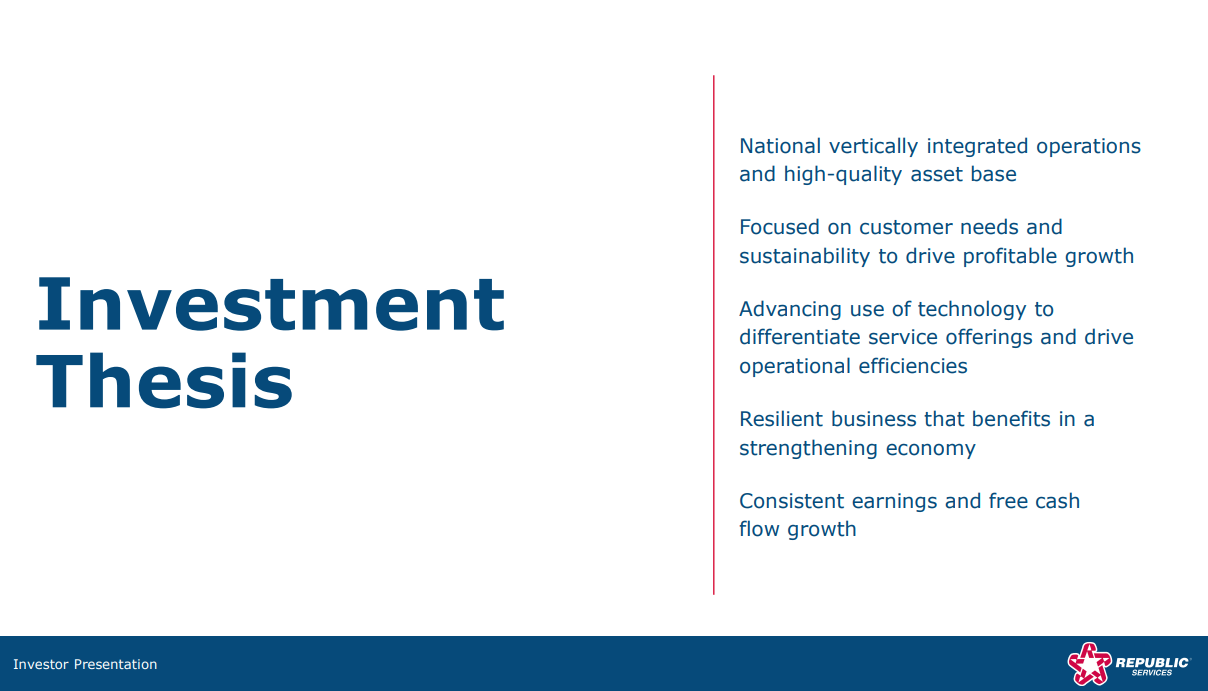 Investment
Thesis
National vertically integrated operations
and high-quality asset base
Focused on customer needs and
sustainability to drive profitable growth
Advancing use of technology to
differentiate service offerings and drive
operational efficiencies
Resilient business that benefits in a
strengthening economy
Consistent earnings and free cash
flow growth
Investor Presentation
REPUBLIC
SERVICES